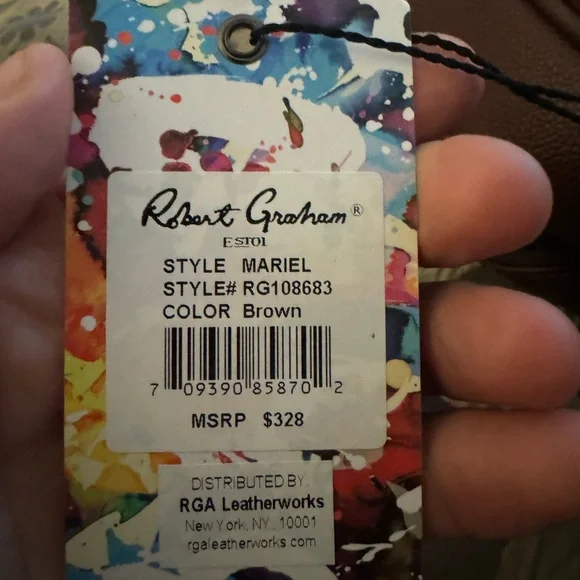 Robert Graham®
ESTO1
STYLE MARIEL
STYLE# RG108683
COLOR Brown
7 09390 85870 2
MSRP $328
DISTRIBUTED BY
RGA Leatherworks
New York, NY, 10001
rgaleatherworks.com